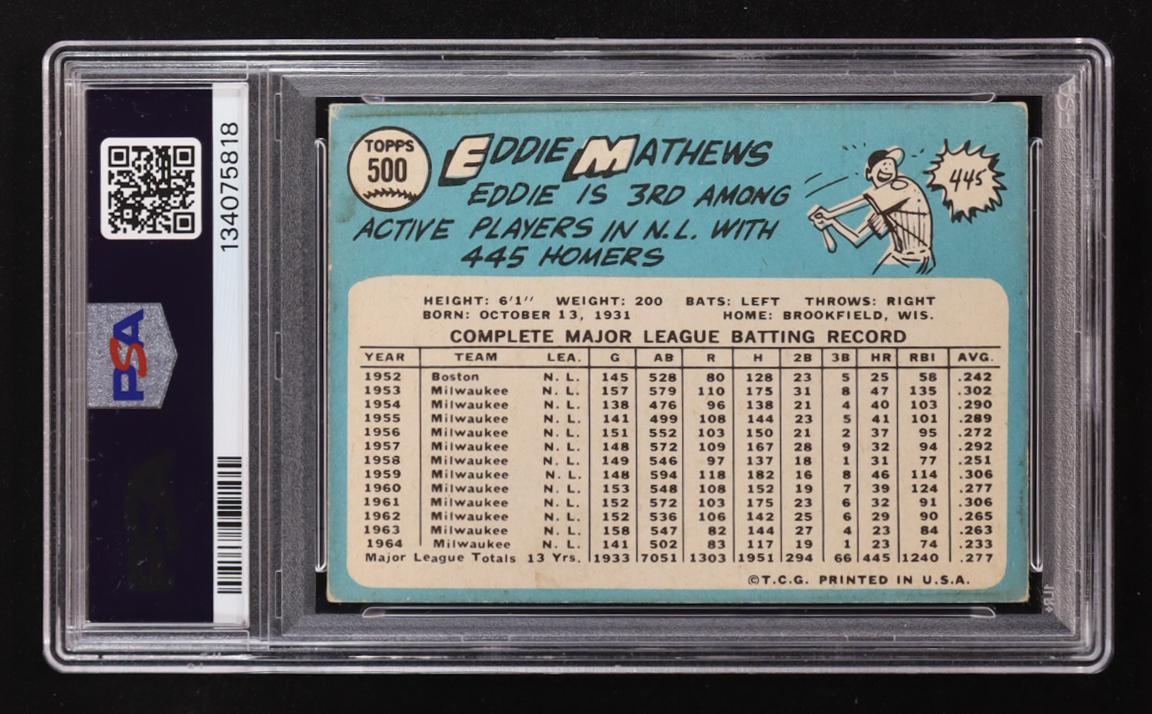 134075818
PSA
TOPPS
500
EDDIE MATHEWS
EDDIE IS 3RD AMONG
ACTIVE PLAYERS IN N.L. WITH
445 HOMERS
445
HEIGHT: 6'1" WEIGHT: 200 BATS: LEFT THROWS: RIGHT
BORN: OCTOBER 13, 1931 HOME: BROOKFIELD, WIS.
COMPLETE MAJOR LEAGUE BATTING RECORD
YEAR TEAM LEA. G AB R H 2B 3B HR RBI AVG.
1952 Boston N. L. 145 528 80 128 23 5 25 58 .242
1953 Milwaukee N. L. 157 579 110 175 31 8 47 135 .302
1954 Milwaukee N. L. 138 476 96 138 21 4 40 103 .290
1955 Milwaukee N. L. 141 499 108 144 23 5 41 101 .289
1956 Milwaukee N. L. 151 552 103 150 21 2 37 95 .272
1957 Milwaukee N. L. 148 572 109 167 28 9 32 94 .292
1958 Milwaukee N. L. 149 546 97 137 18 1 31 77 .251
1959 Milwaukee N. L. 148 594 118 182 16 8 46 114 .306
1960 Milwaukee N. L. 153 548 108 152 19 7 39 124 .277
1961 Milwaukee N. L. 152 572 103 175 23 6 32 91 .306
1962 Milwaukee N. L. 152 536 106 142 25 6 29 90 .265
1963 Milwaukee N. L. 158 547 82 144 27 4 23 84 .263
1964 Milwaukee N. L. 141 502 83 117 19 1 23 74 .233
Major League Totals 13 Yrs. 1933 7051 1303 1951 294 66 445 1240 .277
©T.C.G. PRINTED IN U.S.A.